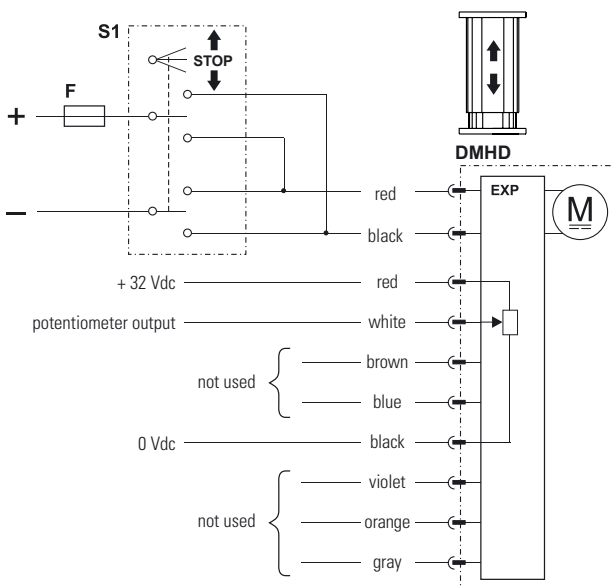 S1
STOP
F
+
−
DMHD
EXP
M
red
black
+ 32 Vdc
red
potentiometer output
white
brown
not used
blue
0 Vdc
black
violet
not used
orange
gray